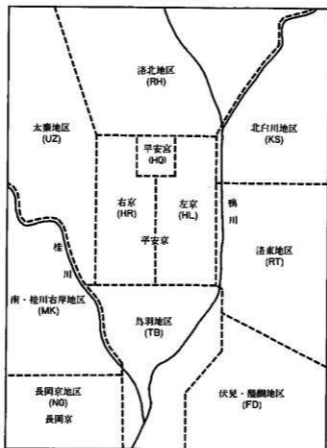 洛北地区
(RH)
太秦地区
(UZ)
北白川地区
(KS)
平安宮
(HQ)
右京
(HR)
左京
(HL)
鴨川
平安京
洛東地区
(RT)
桂川
南・桂川右岸地区
(MK)
鳥羽地区
(TB)
長岡京地区
(NG)
長岡京
伏見・醍醐地区
(FD)